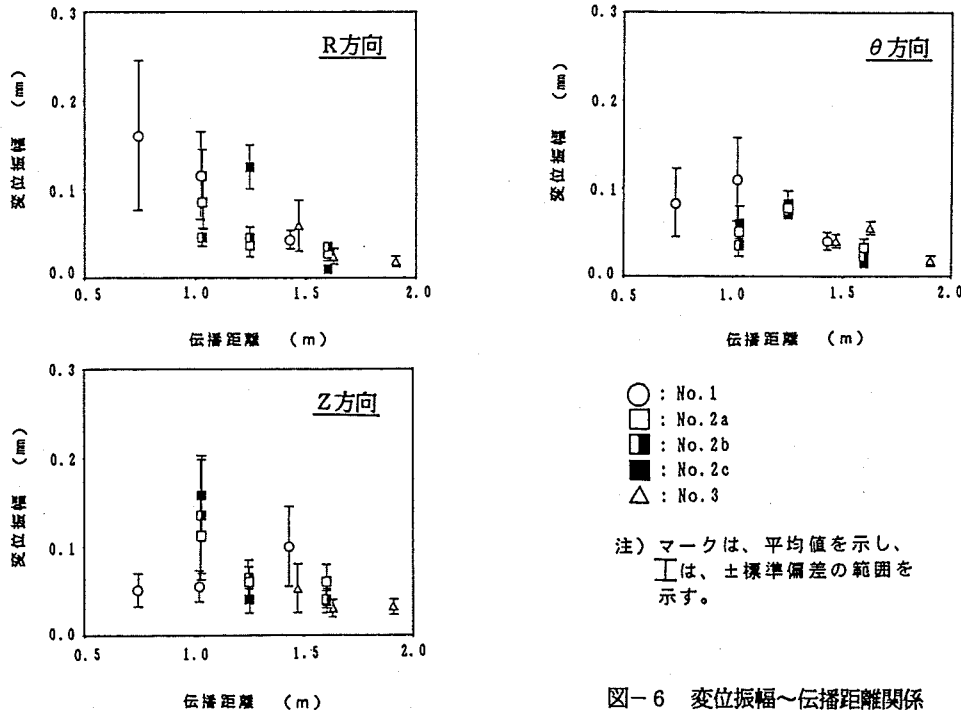 0.3
R方向
0.2
0.1
0.0
変位振幅 (mm)
0.5 1.0 1.5 2.0
伝播距離 (m)
0.3
θ方向
0.2
0.1
0.0
変位振幅 (mm)
0.5 1.0 1.5 2.0
伝播距離 (m)
0.3
Z方向
0.2
0.1
0.0
変位振幅 (mm)
0.5 1.0 1.5 2.0
伝播距離 (m)
○ : No.1
□ : No.2a
◨ : No.2b
■ : No.2c
△ : No.3
注) マークは、平均値を示し、
工は、±標準偏差の範囲を
示す。
図-6 変位振幅~伝播距離関係